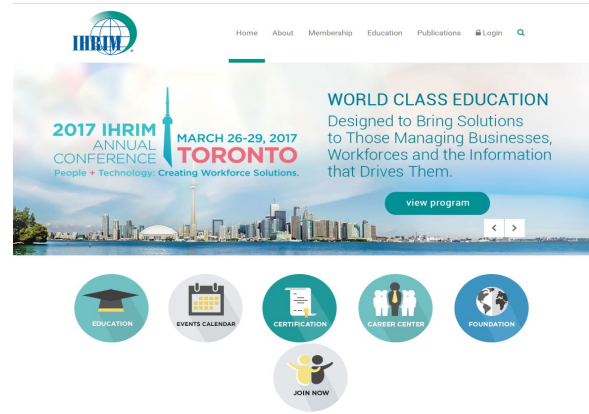 IHRIM
Home About Membership Education Publications Login
2017 IHRIM
ANNUAL
CONFERENCE
MARCH 26-29, 2017
TORONTO
People + Technology: Creating Workforce Solutions.
WORLD CLASS EDUCATION
Designed to Bring Solutions
to Those Managing Businesses,
Workforces and the Information
that Drives Them.
view program
< >
EDUCATION
EVENTS CALENDAR
CERTIFICATION
CAREER CENTER
FOUNDATION
JOIN NOW